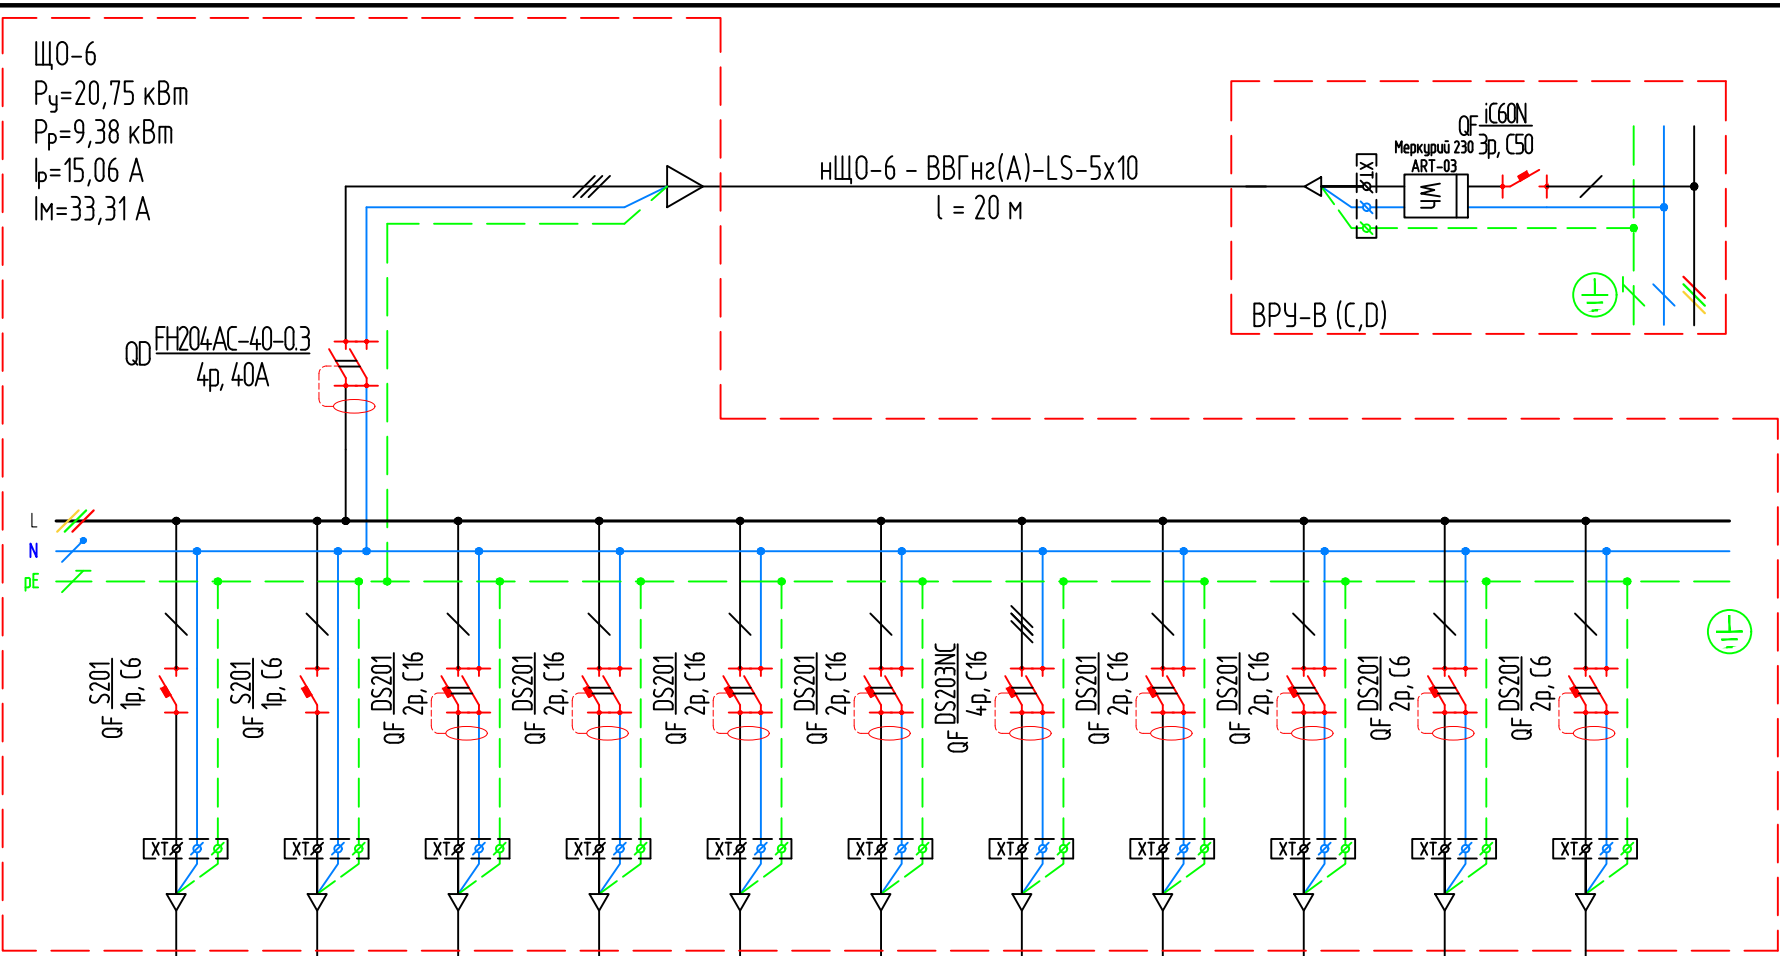 ЩО-6
Ру=20,75 кВт
Рр=9,38 кВт
Iр=15,06 А
Iм=33,31 А
нЩО-6 - ВВГнг(А)-LS-5х10
l = 20 м
QF iC60N
3р, С50
Меркурий 230
ART-03
XT
Wh
ВРУ-В (С,D)
QD FH204AC-40-0.3
4р, 40А
L
N
pE
QF S201
1р, С6
QF S201
1р, С6
QF DS201
2р, С16
QF DS201
2р, С16
QF DS201
2р, С16
QF DS201
2р, С16
QF DS203NC
4р, С16
QF DS201
2р, С16
QF DS201
2р, С16
QF DS201
2р, С6
QF DS201
2р, С6
XT
XT
XT
XT
XT
XT
XT
XT
XT
XT
XT